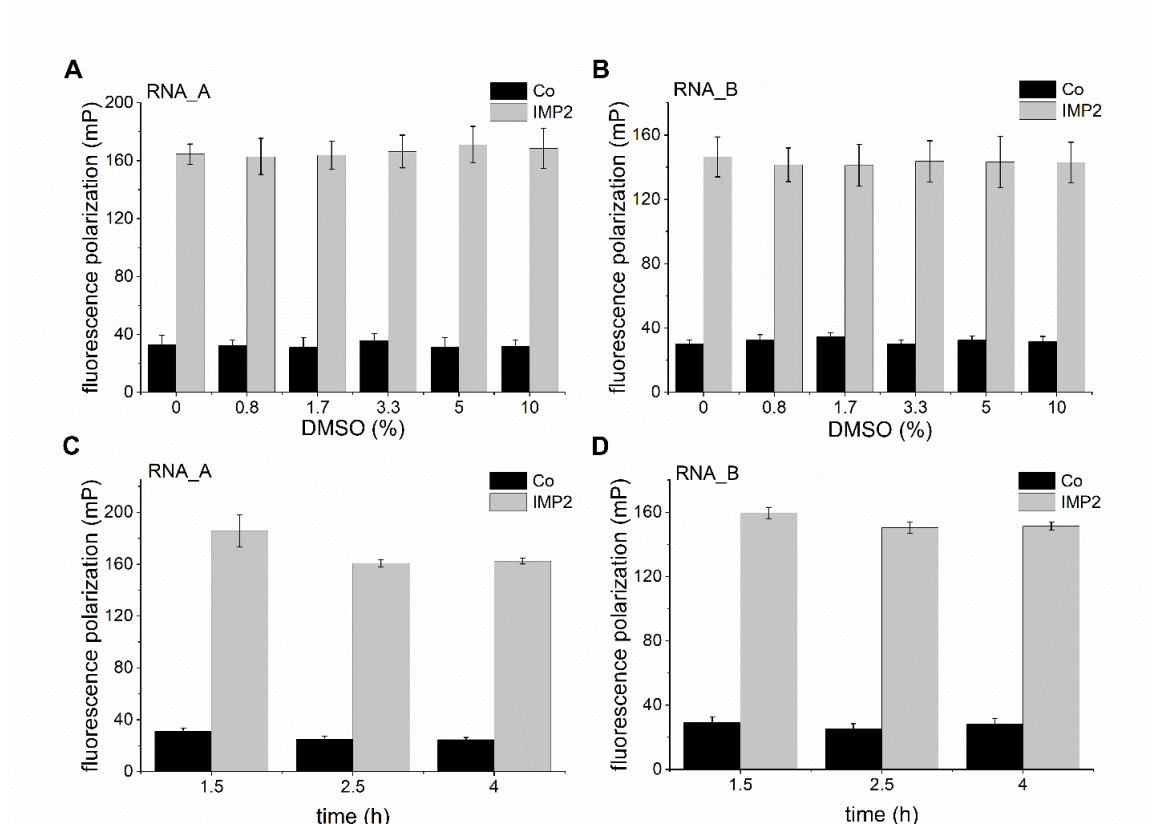 A
RNA_A
Co
IMP2
fluorescence polarization (mP)
200
160
120
80
40
0
0 0.8 1.7 3.3 5 10
DMSO (%)
B
RNA_B
Co
IMP2
fluorescence polarization (mP)
160
120
80
40
0
0 0.8 1.7 3.3 5 10
DMSO (%)
C
RNA_A
Co
IMP2
fluorescence polarization (mP)
200
160
120
80
40
0
1.5 2.5 4
time (h)
D
RNA_B
Co
IMP2
fluorescence polarization (mP)
160
120
80
40
0
1.5 2.5 4
time (h)